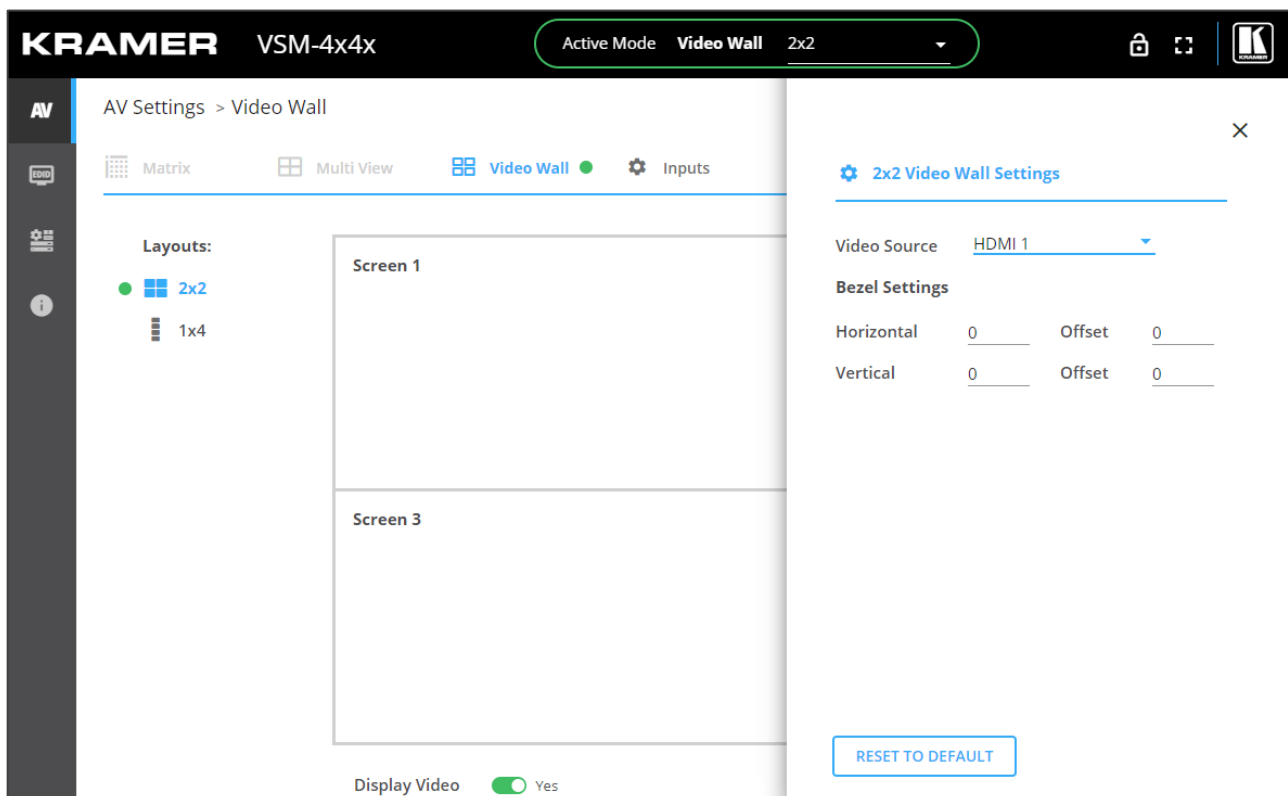 KRAMER VSM-4x4x Active Mode Video Wall 2x2
KRAMER
AV
AV Settings > Video Wall
EDID
Matrix Multi View Video Wall Inputs
Layouts:
2x2
1x4
Screen 1
Screen 3
Display Video Yes
2x2 Video Wall Settings
Video Source HDMI 1
Bezel Settings
Horizontal 0 Offset 0
Vertical 0 Offset 0
RESET TO DEFAULT